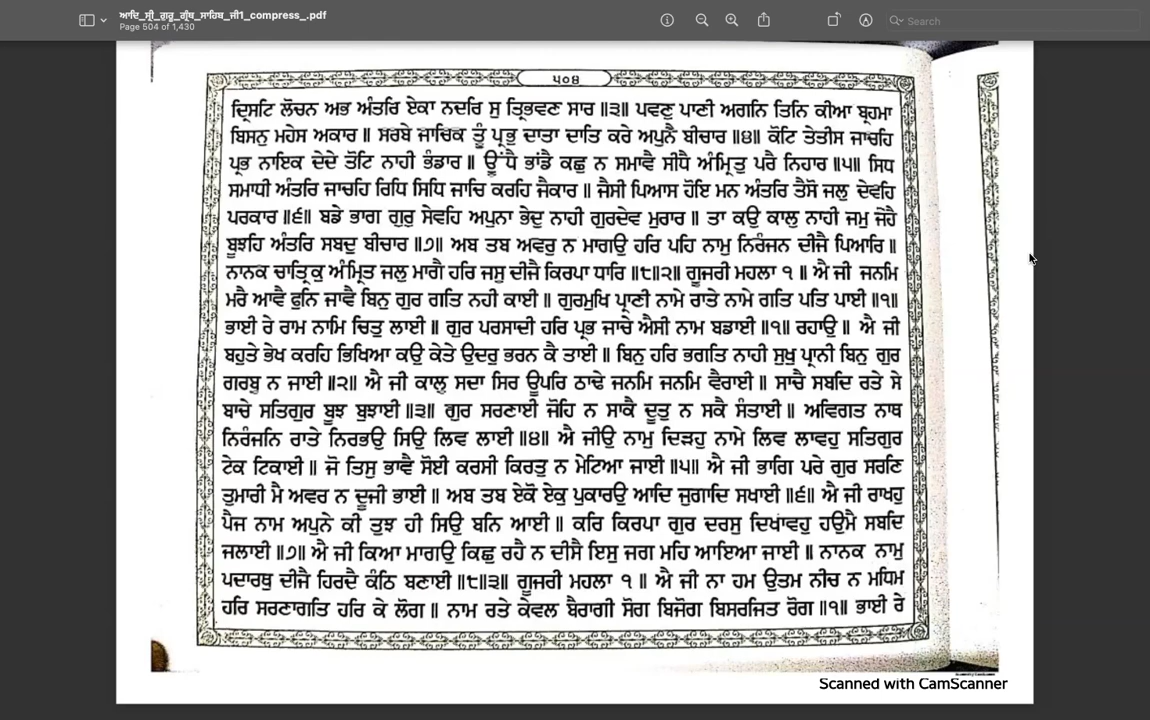 ਆਦਿ_ਸ੍ਰੀ_ਗੁਰੂ_ਗ੍ਰੰਥ_ਸਾਹਿਬ_ਜੀ1_compress_.pdf
Page 504 of 1,430
Search
੫੦੪
ਦ੍ਰਿਸਟਿ ਲੋਚਨ ਅਭ ਅੰਤਰਿ ਏਕਾ ਨਦਰਿ ਸੁ ਤ੍ਰਿਭਵਣ ਸਾਰ ॥੩॥ ਪਵਣੁ ਪਾਣੀ ਅਗਨਿ ਤਿਨਿ ਕੀਆ ਬ੍ਰਹਮਾ
ਬਿਸਨੁ ਮਹੇਸ ਅਕਾਰ ॥ ਸਰਬੇ ਜਾਚਿਕ ਤੂੰ ਪ੍ਰਭੁ ਦਾਤਾ ਦਾਤਿ ਕਰੇ ਅਪੁਨੈ ਬੀਚਾਰ ॥੪॥ ਕੋਟਿ ਤੇਤੀਸ ਜਾਚਹਿ
ਪ੍ਰਭ ਨਾਇਕ ਦੇਦੇ ਤੋਟਿ ਨਾਹੀ ਭੰਡਾਰ ॥ ਊਂਧੈ ਭਾਂਡੈ ਕਛੁ ਨ ਸਮਾਵੈ ਸੀਧੈ ਅੰਮ੍ਰਿਤੁ ਪਰੈ ਨਿਹਾਰ ॥੫॥ ਸਿਧ
ਸਮਾਧੀ ਅੰਤਰਿ ਜਾਚਹਿ ਰਿਧਿ ਸਿਧਿ ਜਾਚਿ ਕਰਹਿ ਜੈਕਾਰ ॥ ਜੈਸੀ ਪਿਆਸ ਹੋਇ ਮਨ ਅੰਤਰਿ ਤੈਸੋ ਜਲੁ ਦੇਵਹਿ
ਪਰਕਾਰ ॥੬॥ ਬਡੇ ਭਾਗ ਗੁਰੁ ਸੇਵਹਿ ਅਪੁਨਾ ਭੇਦੁ ਨਾਹੀ ਗੁਰਦੇਵ ਮੁਰਾਰ ॥ ਤਾ ਕਉ ਕਾਲੁ ਨਾਹੀ ਜਮੁ ਜੋਹੈ
ਬੂਝਹਿ ਅੰਤਰਿ ਸਬਦੁ ਬੀਚਾਰ ॥੭॥ ਅਬ ਤਬ ਅਵਰੁ ਨ ਮਾਗਉ ਹਰਿ ਪਹਿ ਨਾਮੁ ਨਿਰੰਜਨ ਦੀਜੈ ਪਿਆਰਿ ॥
ਨਾਨਕ ਚਾਤ੍ਰਿਕੁ ਅੰਮ੍ਰਿਤ ਜਲੁ ਮਾਗੈ ਹਰਿ ਜਸੁ ਦੀਜੈ ਕਿਰਪਾ ਧਾਰਿ ॥੮॥੨॥ ਗੂਜਰੀ ਮਹਲਾ ੧ ॥ ਐ ਜੀ ਜਨਮਿ
ਮਰੈ ਆਵੈ ਫੁਨਿ ਜਾਵੈ ਬਿਨੁ ਗੁਰ ਗਤਿ ਨਹੀ ਕਾਈ ॥ ਗੁਰਮੁਖਿ ਪ੍ਰਾਣੀ ਨਾਮੇ ਰਾਤੇ ਨਾਮੇ ਗਤਿ ਪਤਿ ਪਾਈ ॥੧॥
ਭਾਈ ਰੇ ਰਾਮ ਨਾਮਿ ਚਿਤੁ ਲਾਈ ॥ ਗੁਰ ਪਰਸਾਦੀ ਹਰਿ ਪ੍ਰਭ ਜਾਚੇ ਐਸੀ ਨਾਮ ਬਡਾਈ ॥੧॥ ਰਹਾਉ ॥ ਐ ਜੀ
ਬਹੁਤੇ ਭੇਖ ਕਰਹਿ ਭਿਖਿਆ ਕਉ ਕੇਤੇ ਉਦਰੁ ਭਰਨ ਕੈ ਤਾਈ ॥ ਬਿਨੁ ਹਰਿ ਭਗਤਿ ਨਾਹੀ ਸੁਖੁ ਪ੍ਰਾਨੀ ਬਿਨੁ ਗੁਰ
ਗਰਬੁ ਨ ਜਾਈ ॥੨॥ ਐ ਜੀ ਕਾਲੁ ਸਦਾ ਸਿਰ ਊਪਰਿ ਠਾਢੇ ਜਨਮਿ ਜਨਮਿ ਵੈਰਾਈ ॥ ਸਾਚੈ ਸਬਦਿ ਰਤੇ ਸੇ
ਬਾਚੇ ਸਤਿਗੁਰ ਬੂਝ ਬੁਝਾਈ ॥੩॥ ਗੁਰ ਸਰਣਾਈ ਜੋਹਿ ਨ ਸਾਕੈ ਦੂਤੁ ਨ ਸਕੈ ਸੰਤਾਈ ॥ ਅਵਿਗਤ ਨਾਥ
ਨਿਰੰਜਨਿ ਰਾਤੇ ਨਿਰਭਉ ਸਿਉ ਲਿਵ ਲਾਈ ॥੪॥ ਐ ਜੀਉ ਨਾਮੁ ਦਿੜਹੁ ਨਾਮੇ ਲਿਵ ਲਾਵਹੁ ਸਤਿਗੁਰ
ਟੇਕ ਟਿਕਾਈ ॥ ਜੋ ਤਿਸੁ ਭਾਵੈ ਸੋਈ ਕਰਸੀ ਕਿਰਤੁ ਨ ਮੇਟਿਆ ਜਾਈ ॥੫॥ ਐ ਜੀ ਭਾਗਿ ਪਰੇ ਗੁਰ ਸਰਣਿ
ਤੁਮਾਰੀ ਮੈ ਅਵਰ ਨ ਦੂਜੀ ਭਾਈ ॥ ਅਬ ਤਬ ਏਕੋ ਏਕੁ ਪੁਕਾਰਉ ਆਦਿ ਜੁਗਾਦਿ ਸਖਾਈ ॥੬॥ ਐ ਜੀ ਰਾਖਹੁ
ਪੈਜ ਨਾਮ ਅਪੁਨੇ ਕੀ ਤੁਝ ਹੀ ਸਿਉ ਬਨਿ ਆਈ ॥ ਕਰਿ ਕਿਰਪਾ ਗੁਰ ਦਰਸੁ ਦਿਖਾਵਹੁ ਹਉਮੈ ਸਬਦਿ
ਜਲਾਈ ॥੭॥ ਐ ਜੀ ਕਿਆ ਮਾਗਉ ਕਿਛੁ ਰਹੈ ਨ ਦੀਸੈ ਇਸੁ ਜਗ ਮਹਿ ਆਇਆ ਜਾਈ ॥ ਨਾਨਕ ਨਾਮੁ
ਪਦਾਰਥੁ ਦੀਜੈ ਹਿਰਦੈ ਕੰਠਿ ਬਣਾਈ ॥੮॥੩॥ ਗੂਜਰੀ ਮਹਲਾ ੧ ॥ ਐ ਜੀ ਨਾ ਹਮ ਉਤਮ ਨੀਚ ਨ ਮਧਿਮ
ਹਰਿ ਸਰਣਾਗਤਿ ਹਰਿ ਕੇ ਲੋਗ ॥ ਨਾਮ ਰਤੇ ਕੇਵਲ ਬੈਰਾਗੀ ਸੋਗ ਬਿਜੋਗ ਬਿਸਰਜਿਤ ਰੋਗ ॥੧॥ ਭਾਈ ਰੇ
Scanned with CamScanner